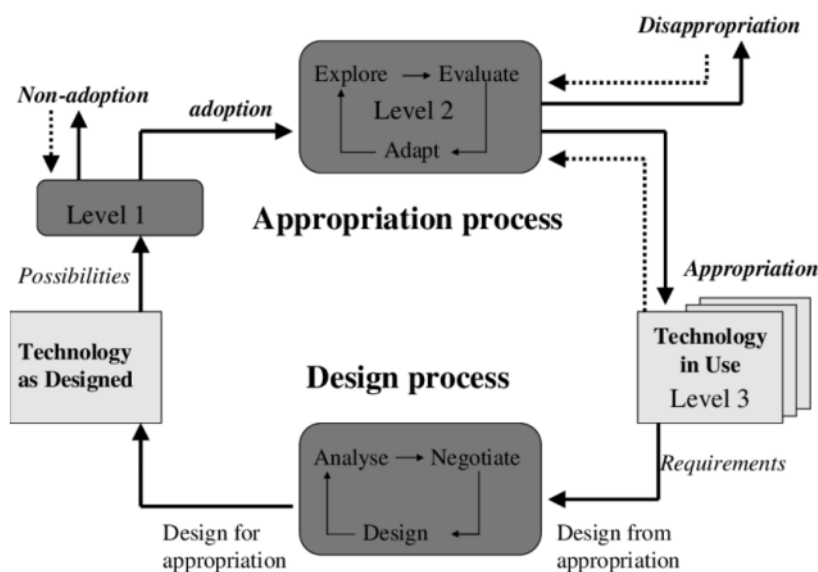 Disappropriation
Explore Evaluate
Level 2
Adapt
Non-adoption
adoption
Level 1
Appropriation process
Possibilities
Appropriation
Technology
as Designed
Technology
in Use
Level 3
Design process
Analyse Negotiate
Design
Requirements
Design for
appropriation
Design from
appropriation